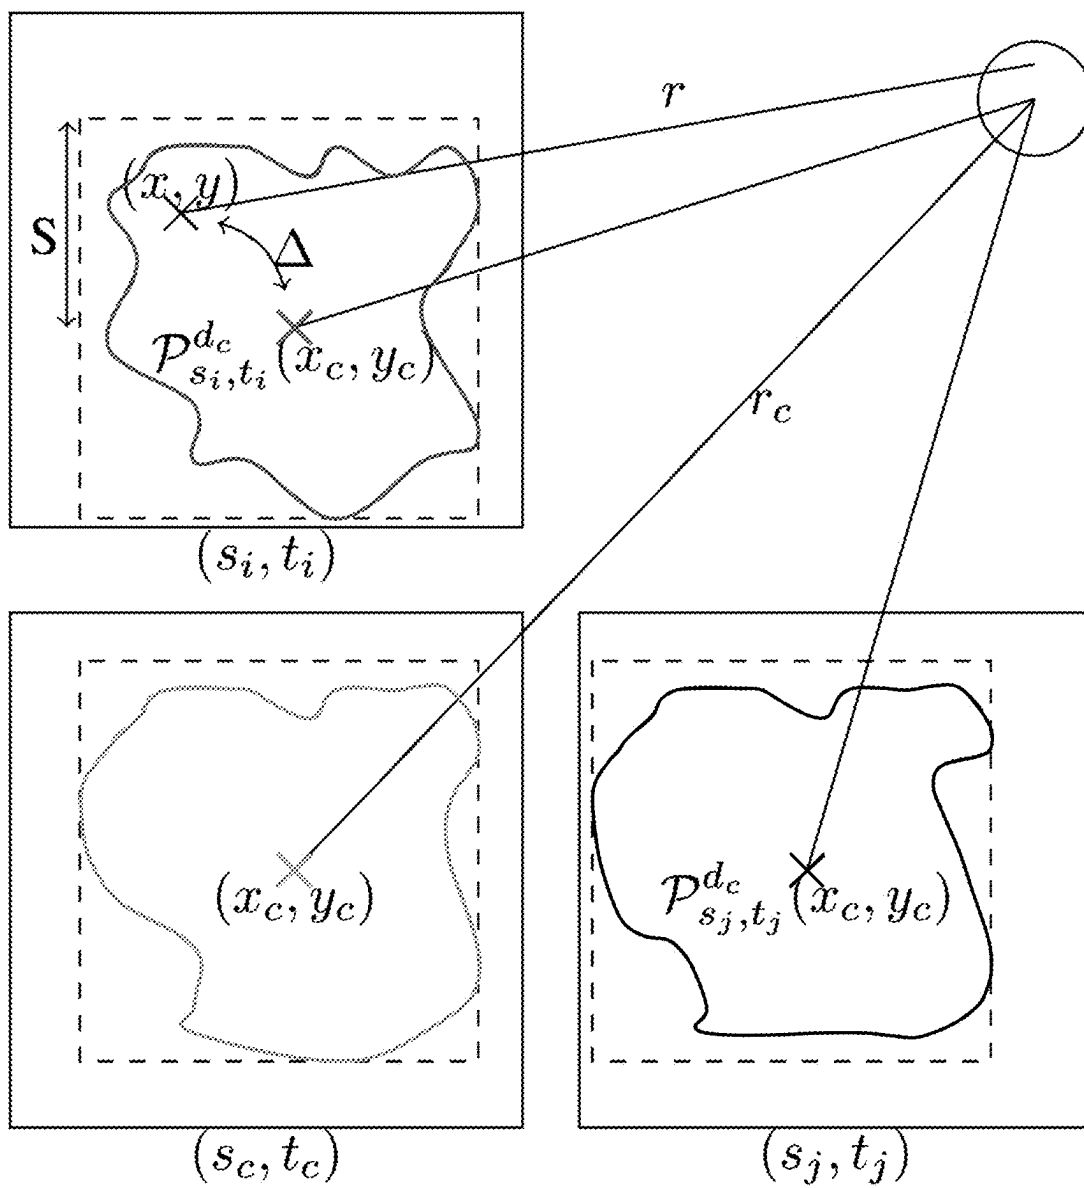 r
(x, y)
S
Δ
𝒫^{d_c}_{s_i,t_i}(x_c, y_c)
r_c
(s_i, t_i)
(x_c, y_c)
𝒫^{d_c}_{s_j,t_j}(x_c, y_c)
(s_c, t_c)
(s_j, t_j)